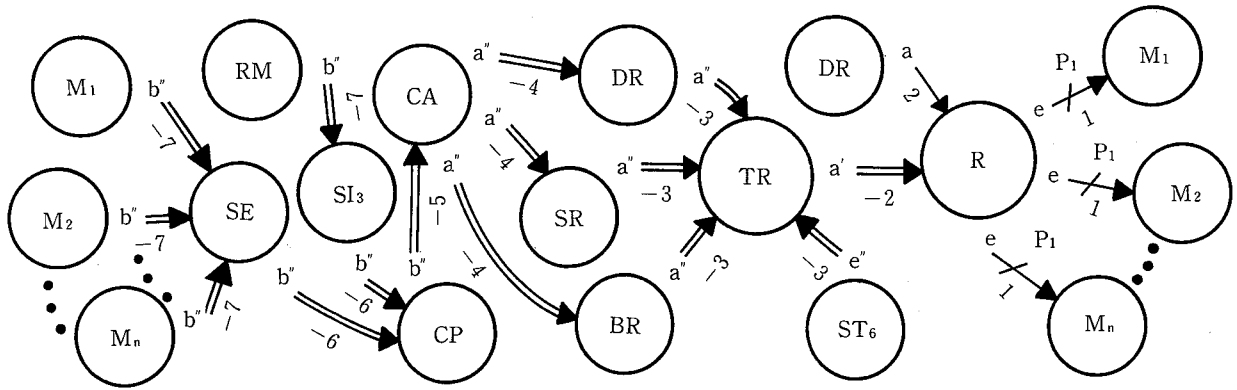 M₁
b″
−7
M₂
b″
−7
Mₙ
b″
−7
SE
RM
b″
−7
SI₃
CA
b″
−5
b″
−6
b″
−6
CP
a″
−4
DR
a″
−4
SR
a″
−4
BR
a″
−3
a″
−3
a″
−3
TR
e″
−3
ST₆
DR
a
2
a′
−2
R
e
P₁
1
M₁
e
P₁
1
M₂
e
P₁
1
Mₙ